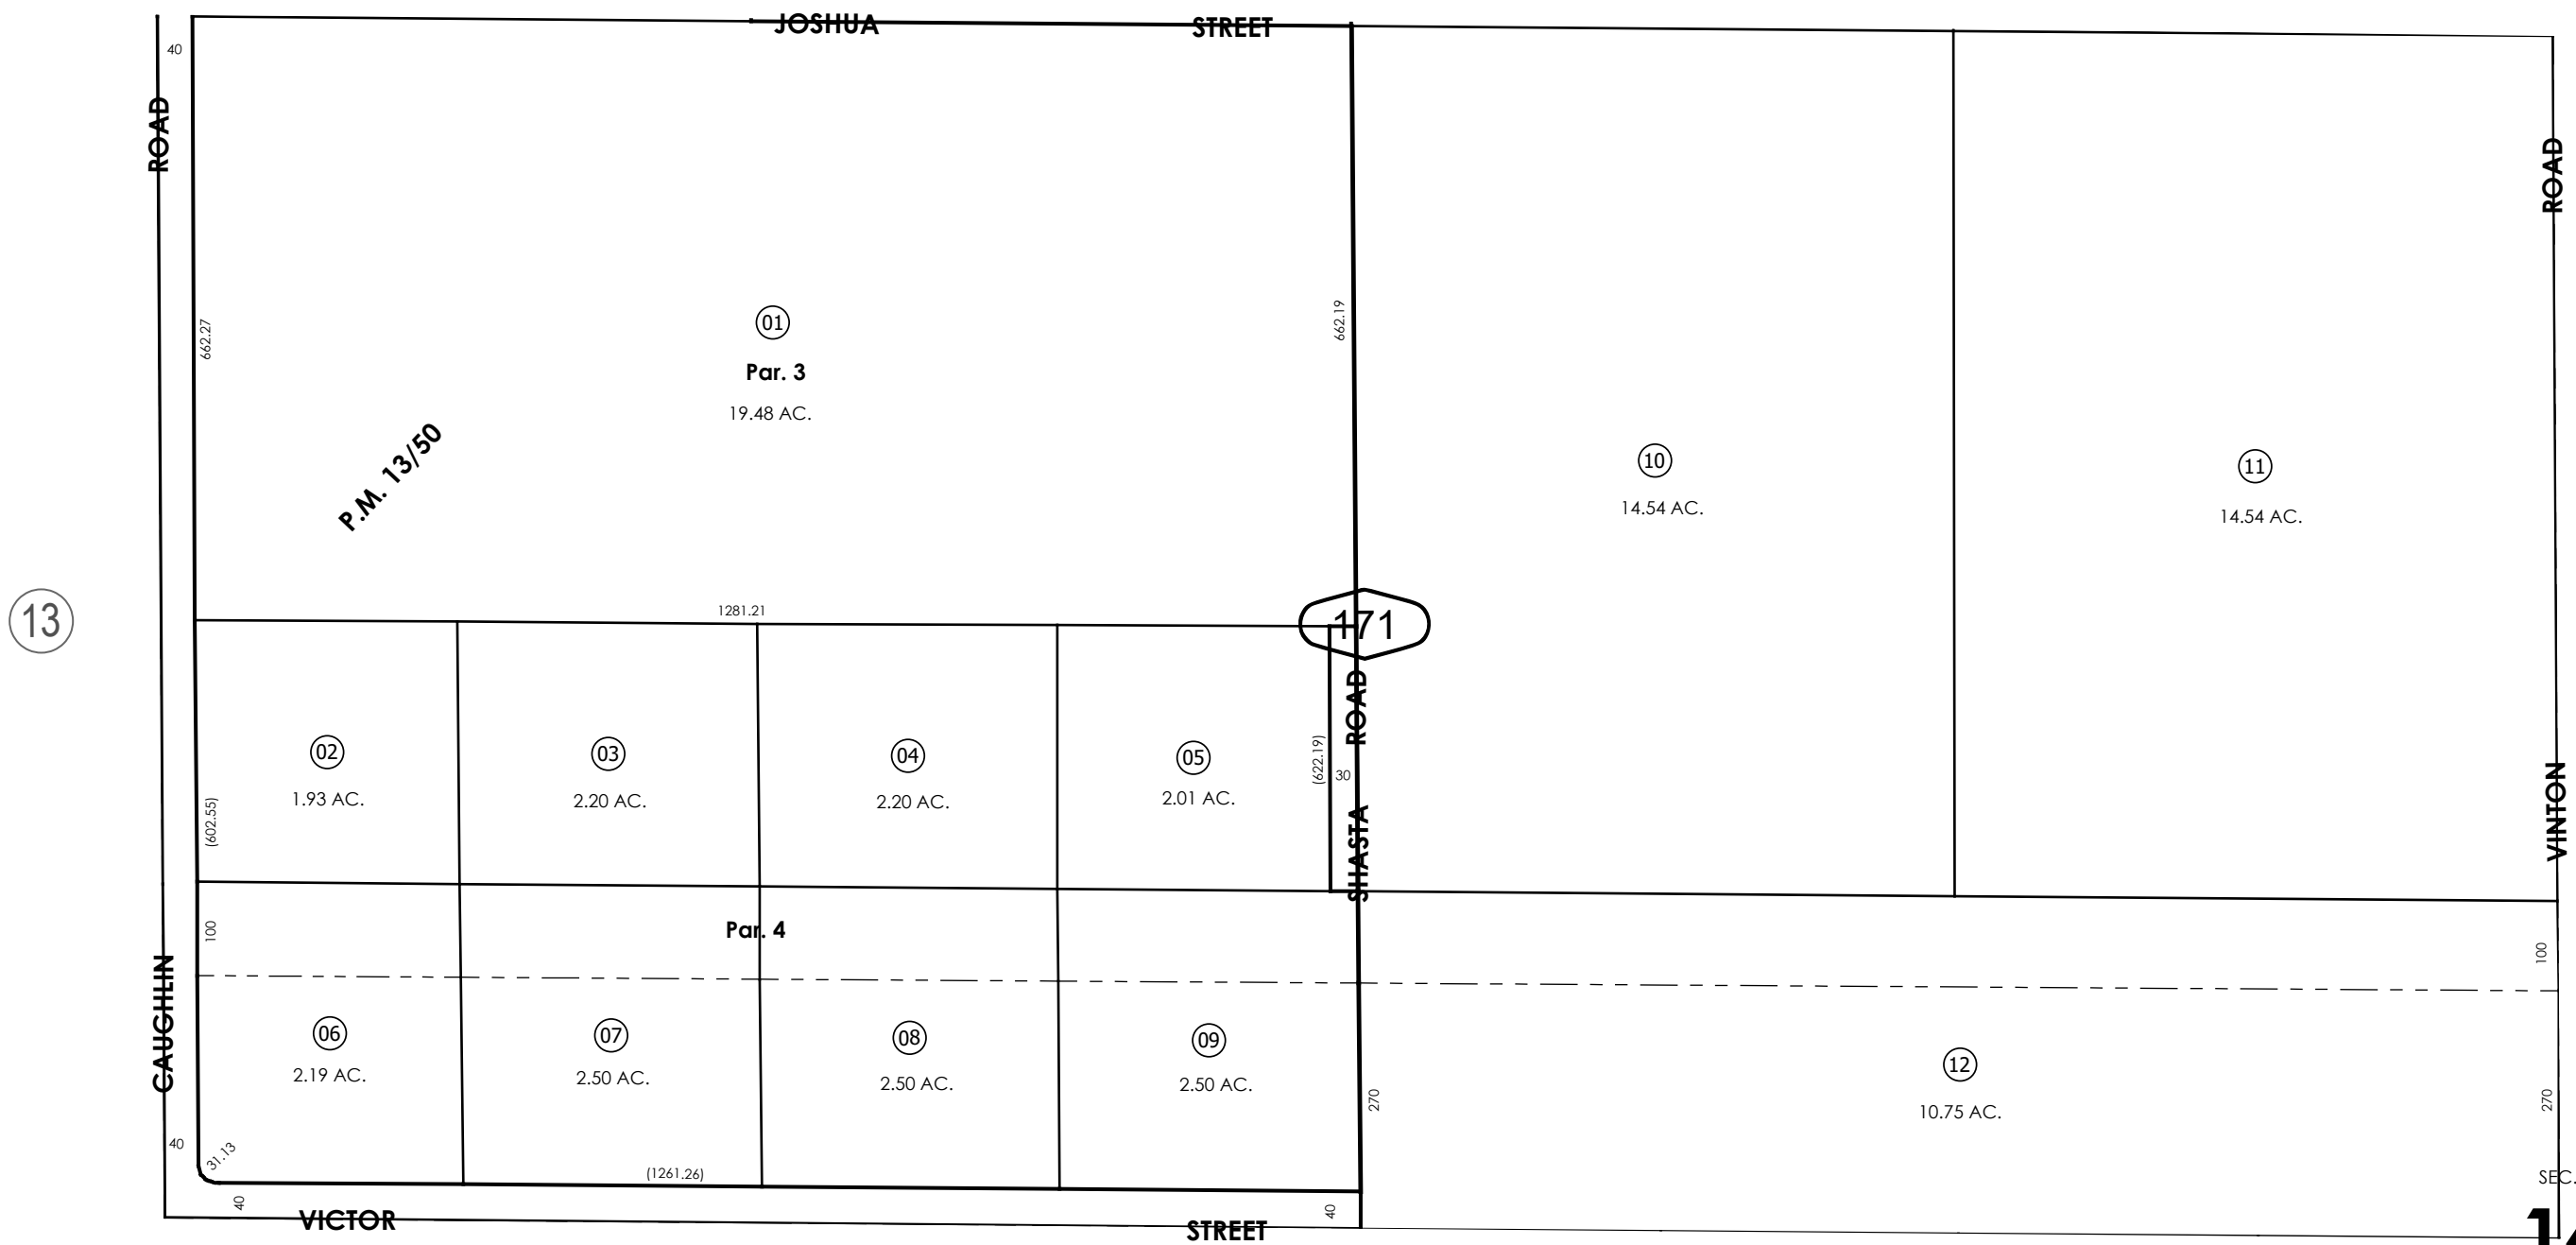 JOSHUA STREET
40
ROAD
ROAD
662.27
662.19
01
Par. 3
19.48 AC.
P.M. 13/50
10
14.54 AC.
11
14.54 AC.
13
1281.21
171
ROAD
SHASTA
(622.19)
30
02
1.93 AC.
03
2.20 AC.
04
2.20 AC.
05
2.01 AC.
(602.55)
VINTON
100
Par. 4
100
CAUGHLIN
06
2.19 AC.
07
2.50 AC.
08
2.50 AC.
09
2.50 AC.
12
10.75 AC.
270
270
40
31.13
(1261.26)
SEC.
40
40
VICTOR STREET